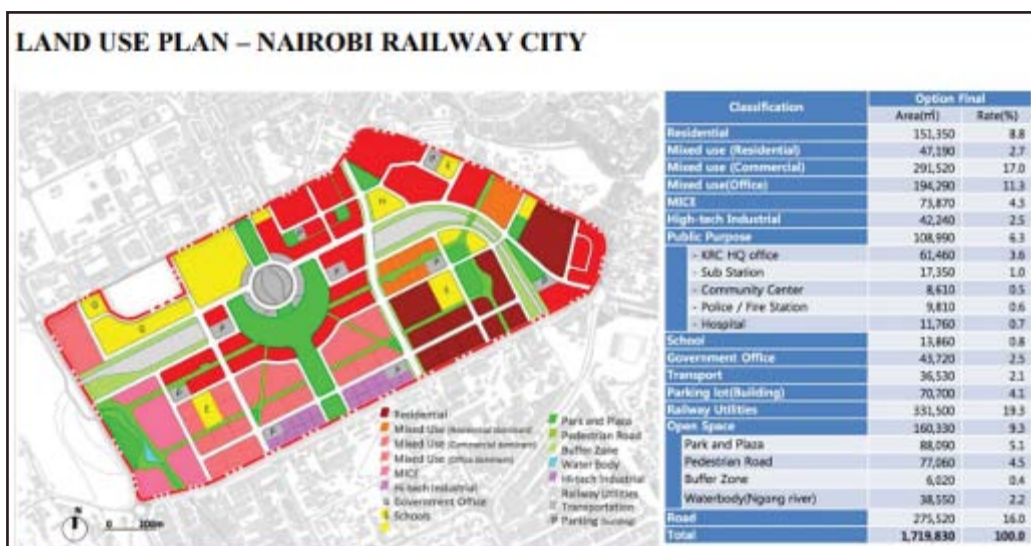 LAND USE PLAN – NAIROBI RAILWAY CITY
Classification Option Final
Area(㎡) Rate(%)
Residential 151,350 8.8
Mixed use (Residential) 47,190 2.7
Mixed use (Commercial) 291,520 17.0
Mixed use(Office) 194,290 11.3
MICE 73,870 4.3
High-tech Industrial 42,240 2.5
Public Purpose 108,990 6.3
- KRC HQ office 61,460 3.6
- Sub Station 17,350 1.0
- Community Center 8,610 0.5
- Police / Fire Station 9,810 0.6
- Hospital 11,760 0.7
School 13,860 0.8
Government Office 43,720 2.5
Transport 36,530 2.1
Parking lot(Building) 70,700 4.1
Railway Utilities 331,500 19.3
Open Space 160,330 9.3
Park and Plaza 88,090 5.1
Pedestrian Road 77,060 4.5
Buffer Zone 6,020 0.4
Waterbody(Ngong river) 38,550 2.2
Road 275,520 16.0
Total 1,719,830 100.0
Residential
Mixed Use (Residential dominant)
Mixed Use (Commercial dominant)
Mixed Use (Office dominant)
MICE
Hi-tech Industrial
G Government Office
Schools
Park and Plaza
Pedestrian Road
Buffer Zone
Water Body
Hi-tech Industrial
Railway Utilities
Transportation
P Parking (Building)
N
0 200m